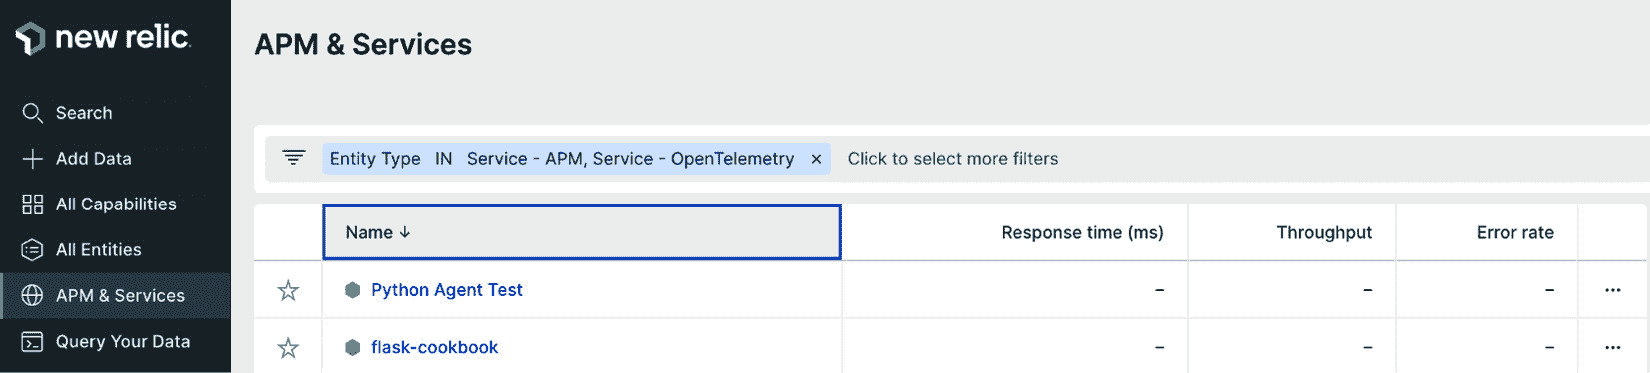 new relic.
APM & Services
Search
Add Data
All Capabilities
All Entities
APM & Services
Query Your Data
Entity Type IN Service - APM, Service - OpenTelemetry × Click to select more filters
Name ↓ Response time (ms) Throughput Error rate
Python Agent Test – – – ...
flask-cookbook – – – ...